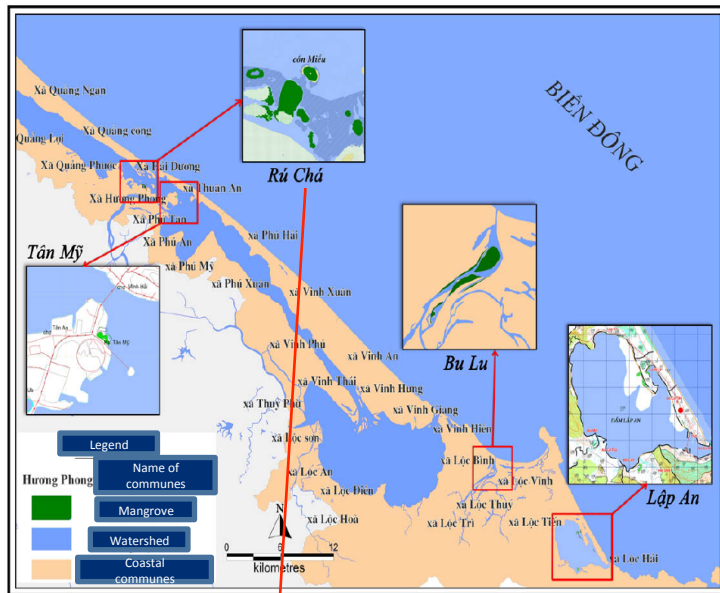 cồn Miếu
Rú Chá
BIỂN ĐÔNG
Xã Quảng Ngạn
Xã Quảng công
Quảng Lợi
Xã Quảng Phước
Xã Hải Dương
xã Thuận An
Xã Hương Phong
Xã Phú Tân
Xã Phú An
xã Phú Hải
Tân Mỹ
xã Phú Mỹ
xã Phú Xuân
xã Vinh Xuân
Tân Mỹ
xã Vinh Phú
xã Vinh An
Bu Lu
xã Vinh Thái
xã Vinh Hưng
xã Thuỷ Phù
xã Vinh Giang
xã Vinh Hiền
ĐẦM LẬP AN
xã Lộc sơn
xã Lộc Bình
xã Lộc Vĩnh
xã Lộc An
Lập An
xã Lộc Điền
xã Lộc Thuỷ
xã Lộc Hoà
xã Lộc Trì
xã Lộc Tiến
xã Lộc Hải
Legend
Hương Phong
Name of
communes
Mangrove
Watershed
Coastal
communes
N
0 6 12
kilometres